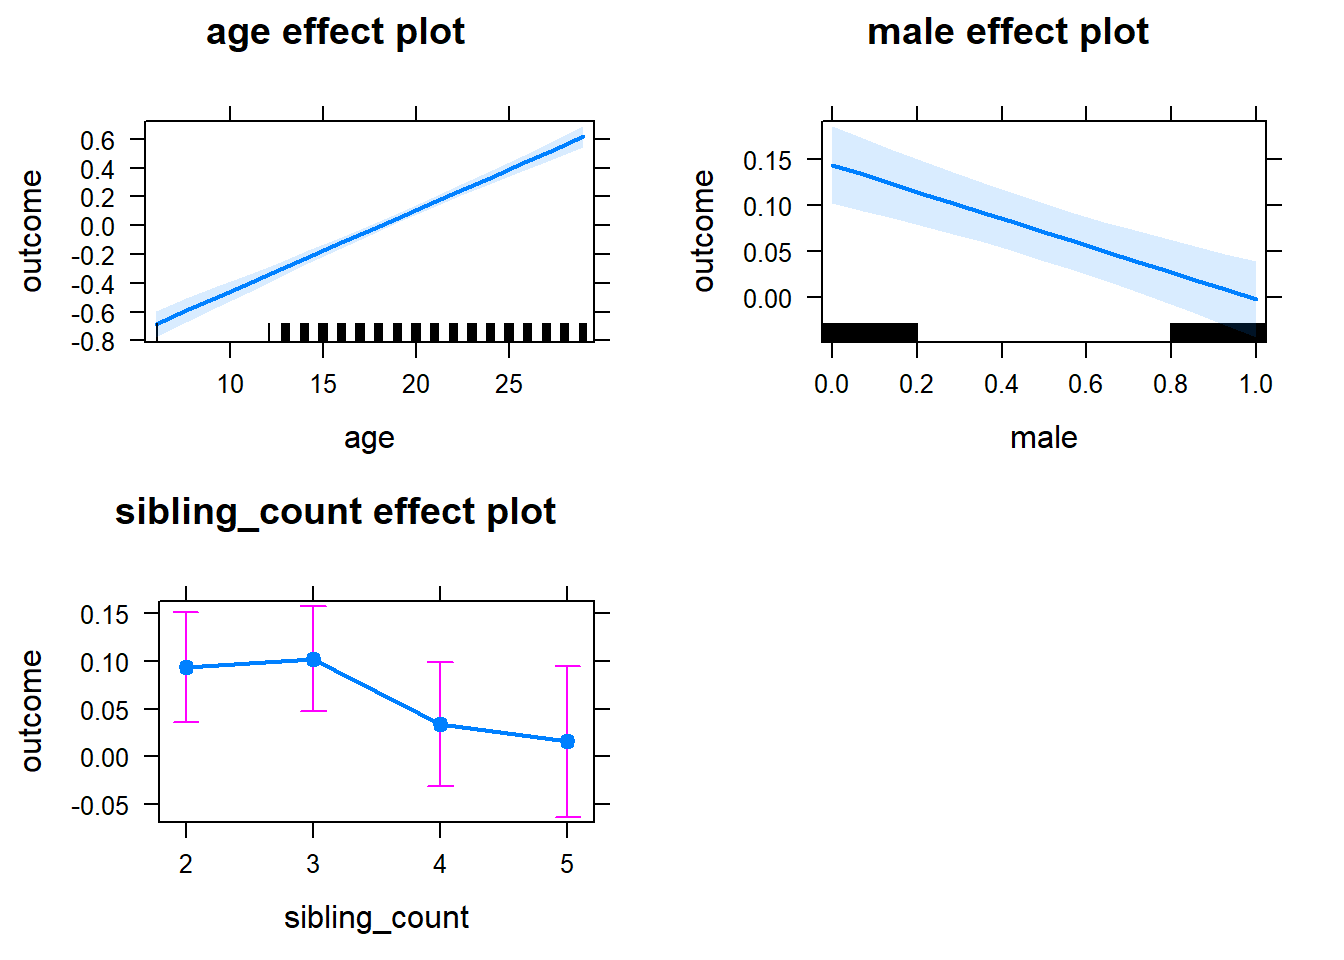 age effect plot
outcome
0.6
0.4
0.2
0.0
-0.2
-0.4
-0.6
-0.8
10 15 20 25
age
male effect plot
outcome
0.15
0.10
0.05
0.00
0.0 0.2 0.4 0.6 0.8 1.0
male
sibling_count effect plot
outcome
0.15
0.10
0.05
0.00
-0.05
2 3 4 5
sibling_count